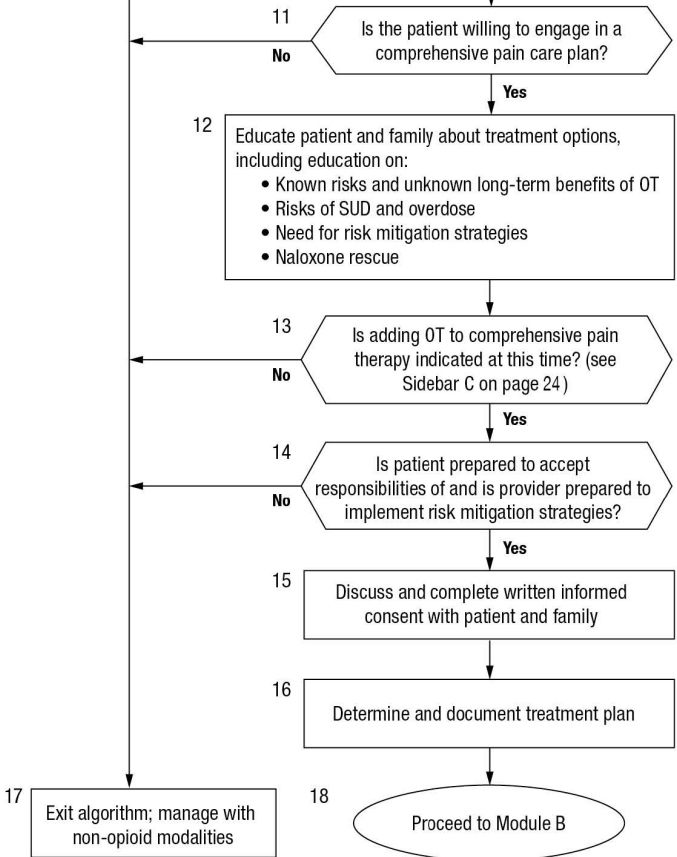 11
Is the patient willing to engage in a
comprehensive pain care plan?
No
Yes
12
Educate patient and family about treatment options,
including education on:
• Known risks and unknown long-term benefits of OT
• Risks of SUD and overdose
• Need for risk mitigation strategies
• Naloxone rescue
13
Is adding OT to comprehensive pain
therapy indicated at this time? (see
Sidebar C on page 24)
No
Yes
14
Is patient prepared to accept
responsibilities of and is provider prepared to
implement risk mitigation strategies?
No
Yes
15
Discuss and complete written informed
consent with patient and family
16
Determine and document treatment plan
17
Exit algorithm; manage with
non-opioid modalities
18
Proceed to Module B